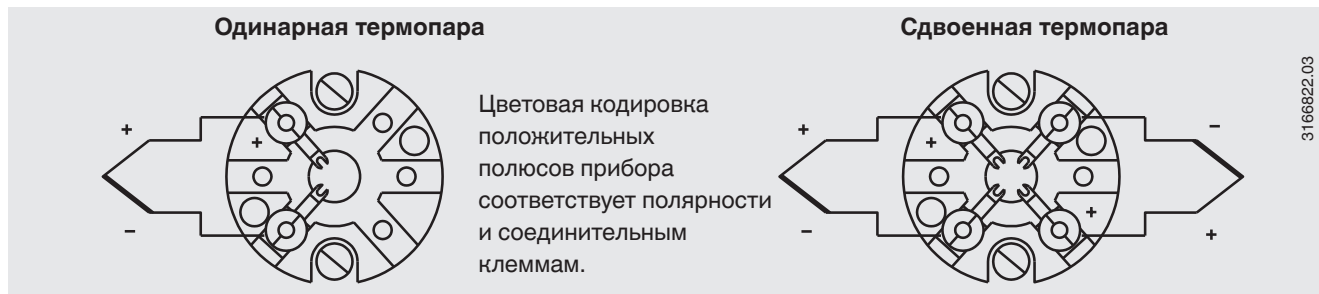 Одинарная термопара
Сдвоенная термопара
+
+
−
Цветовая кодировка
положительных
полюсов прибора
соответствует полярности
и соединительным
клеммам.
+
+
−
−
+
+
3166822.03